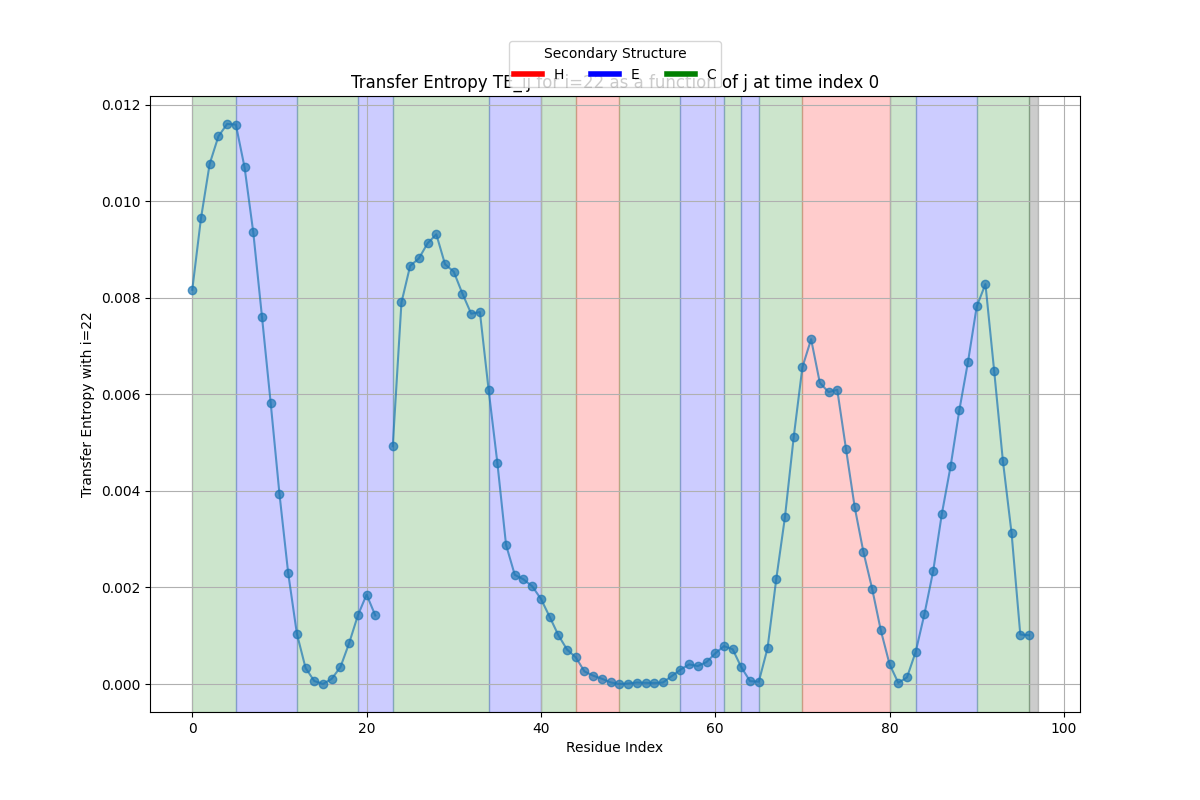 Secondary Structure
H E C
Transfer Entropy TE_ij for i=22 as a function of j at time index 0
Transfer Entropy with i=22
0.012
0.010
0.008
0.006
0.004
0.002
0.000
0 20 40 60 80 100
Residue Index